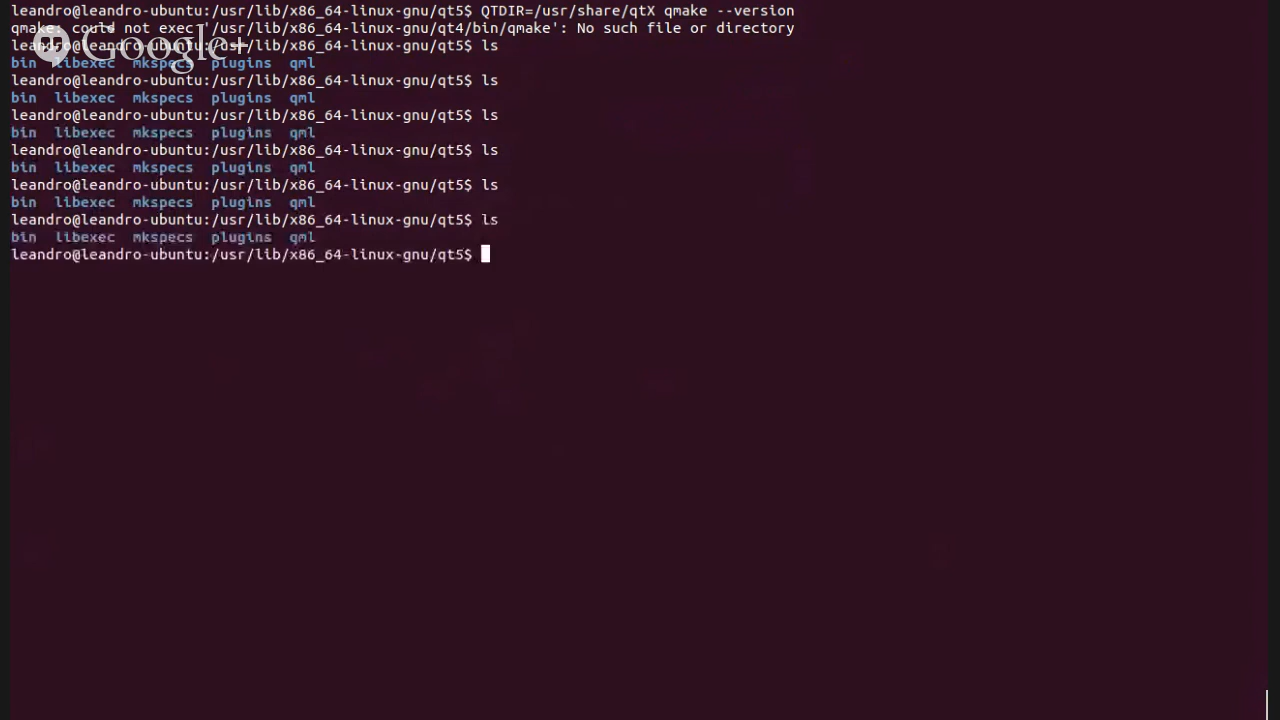 leandro@leandro-ubuntu:/usr/lib/x86_64-linux-gnu/qt5$ QTDIR=/usr/share/qtX qmake --version
qmake: could not exec '/usr/lib/x86_64-linux-gnu/qt4/bin/qmake': No such file or directory
Google+
leandro@leandro-ubuntu:/usr/lib/x86_64-linux-gnu/qt5$ ls
bin libexec mkspecs plugins qml
leandro@leandro-ubuntu:/usr/lib/x86_64-linux-gnu/qt5$ ls
bin libexec mkspecs plugins qml
leandro@leandro-ubuntu:/usr/lib/x86_64-linux-gnu/qt5$ ls
bin libexec mkspecs plugins qml
leandro@leandro-ubuntu:/usr/lib/x86_64-linux-gnu/qt5$ ls
bin libexec mkspecs plugins qml
leandro@leandro-ubuntu:/usr/lib/x86_64-linux-gnu/qt5$ ls
bin libexec mkspecs plugins qml
leandro@leandro-ubuntu:/usr/lib/x86_64-linux-gnu/qt5$ ls
bin libexec mkspecs plugins qml
leandro@leandro-ubuntu:/usr/lib/x86_64-linux-gnu/qt5$